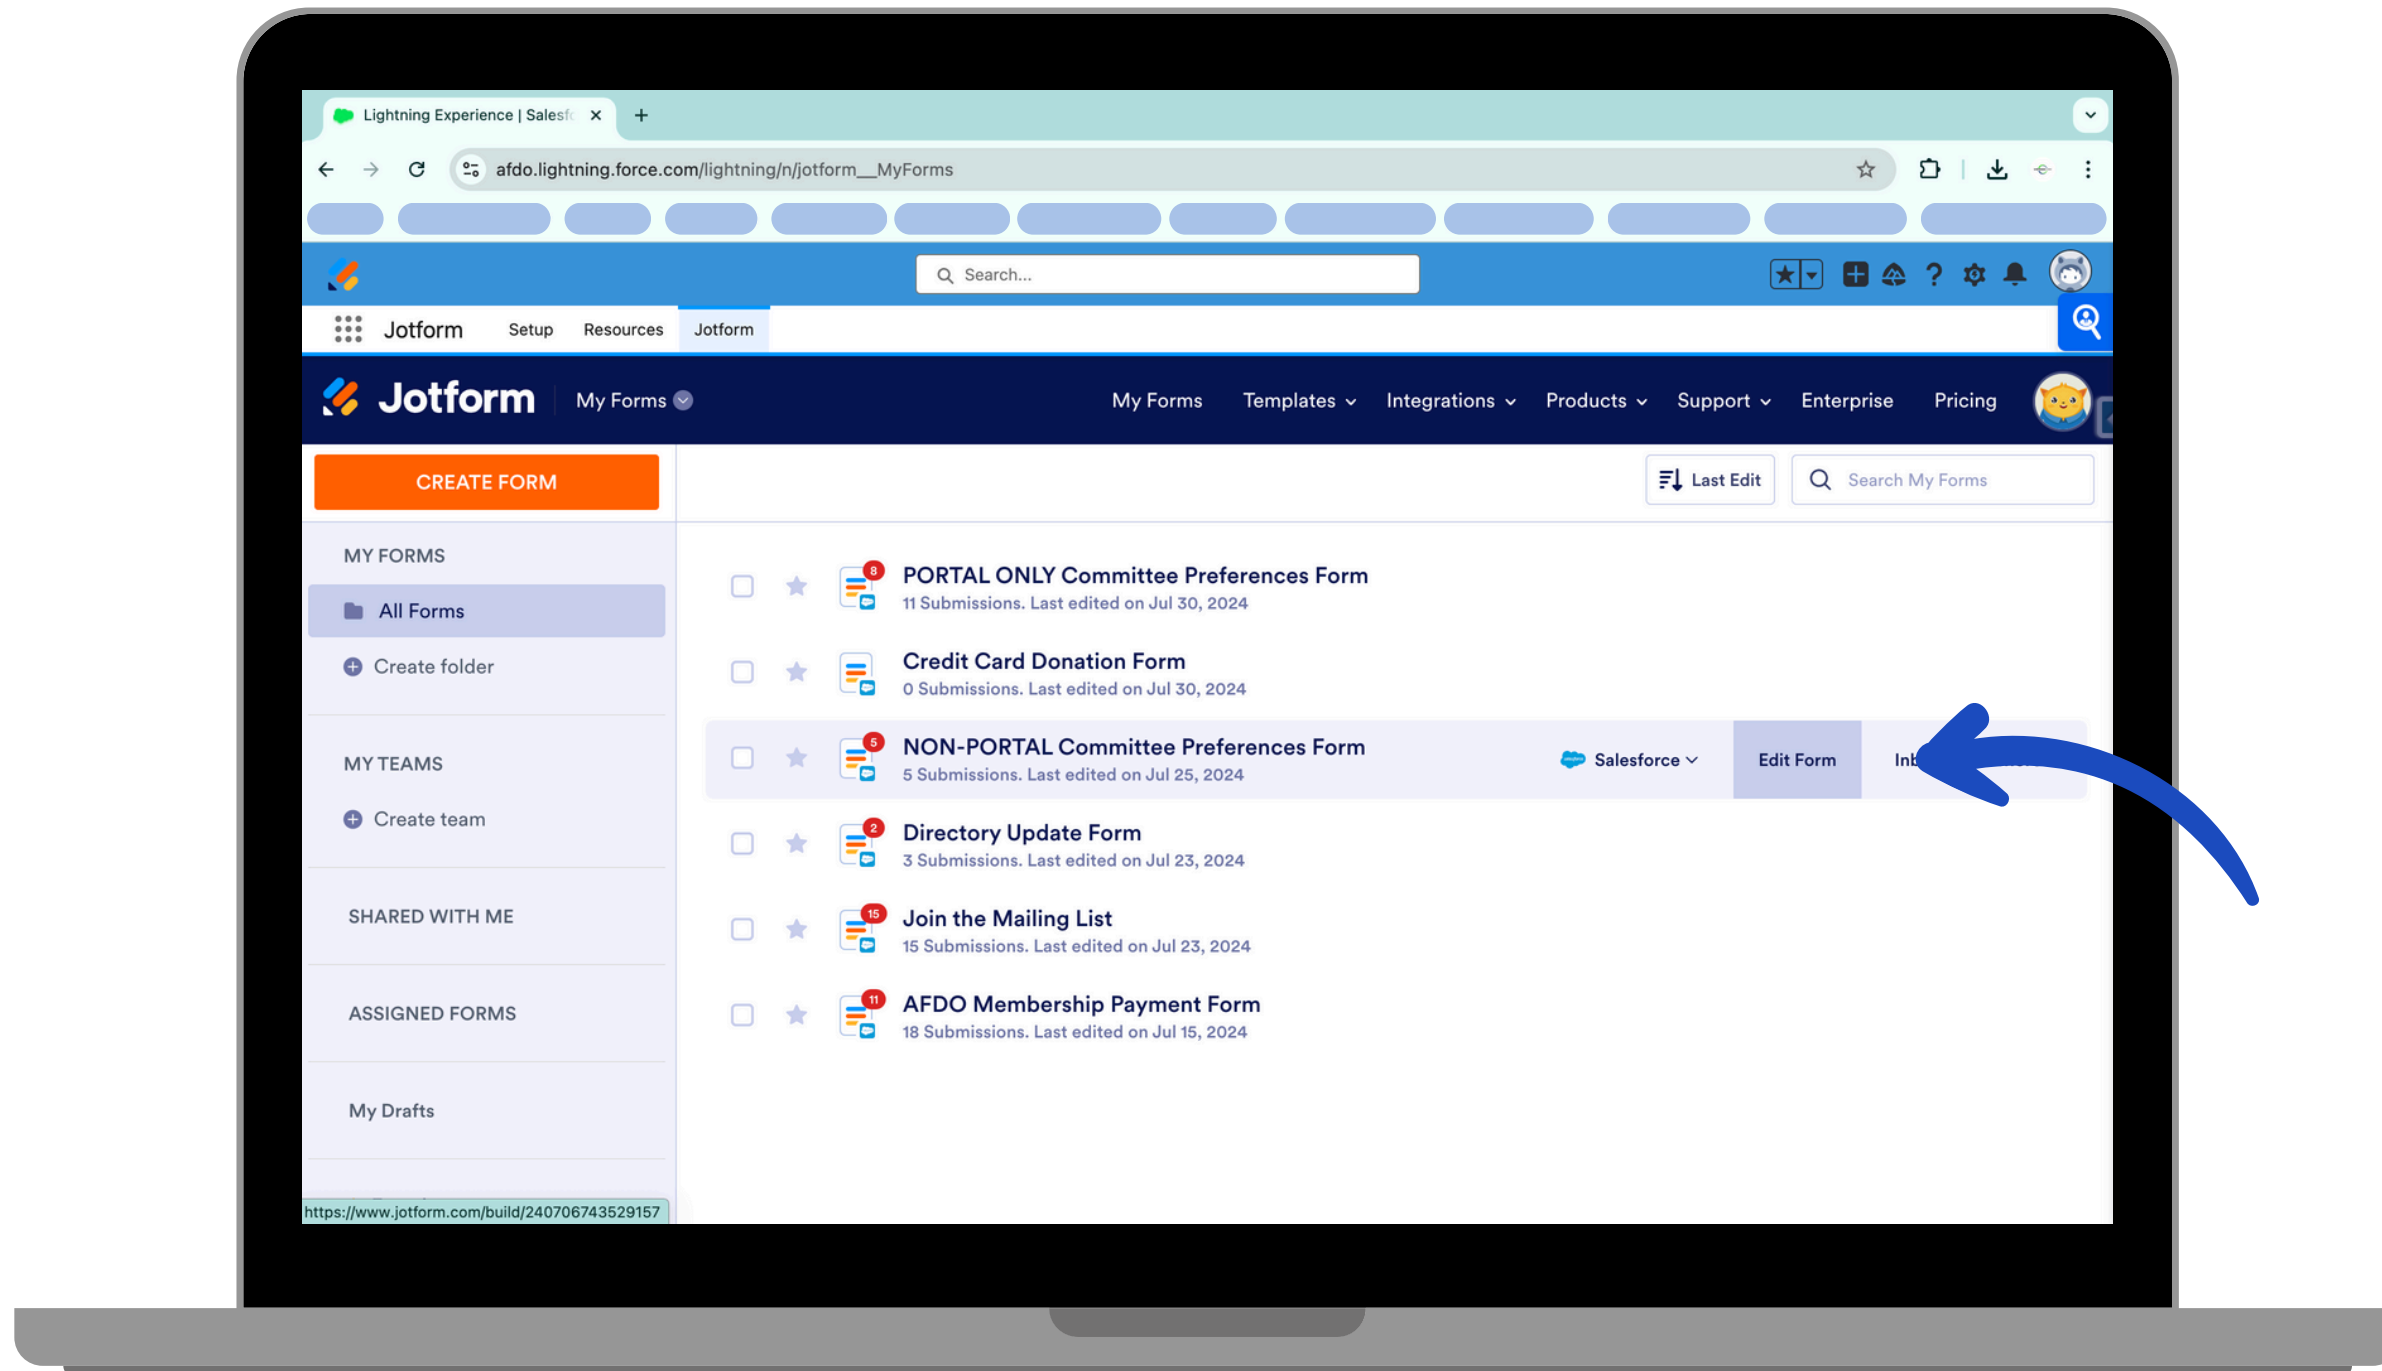 Lightning Experience | Salesfo
afdo.lightning.force.com/lightning/n/jotform__MyForms
Search...
Jotform Setup Resources Jotform
Jotform My Forms My Forms Templates Integrations Products Support Enterprise Pricing
CREATE FORM Last Edit Search My Forms
MY FORMS
All Forms
Create folder
MY TEAMS
Create team
SHARED WITH ME
ASSIGNED FORMS
My Drafts
https://www.jotform.com/build/240706743529157
8
PORTAL ONLY Committee Preferences Form
11 Submissions. Last edited on Jul 30, 2024
Credit Card Donation Form
0 Submissions. Last edited on Jul 30, 2024
5
NON-PORTAL Committee Preferences Form
5 Submissions. Last edited on Jul 25, 2024
Salesforce Edit Form
2
Directory Update Form
3 Submissions. Last edited on Jul 23, 2024
15
Join the Mailing List
15 Submissions. Last edited on Jul 23, 2024
11
AFDO Membership Payment Form
18 Submissions. Last edited on Jul 15, 2024